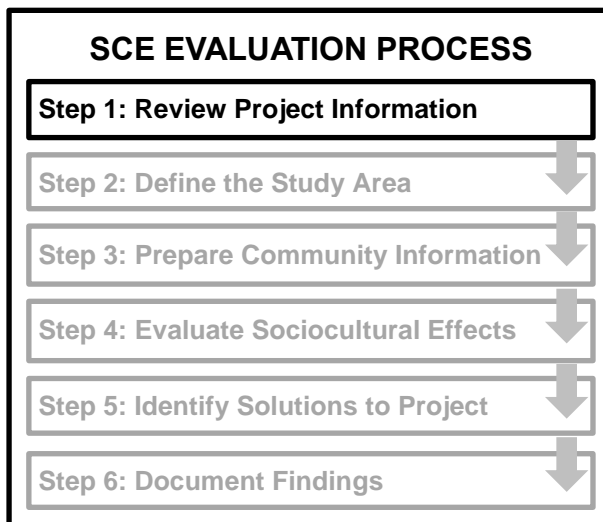 SCE EVALUATION PROCESS
Step 1: Review Project Information
Step 2: Define the Study Area
Step 3: Prepare Community Information
Step 4: Evaluate Sociocultural Effects
Step 5: Identify Solutions to Project
Step 6: Document Findings